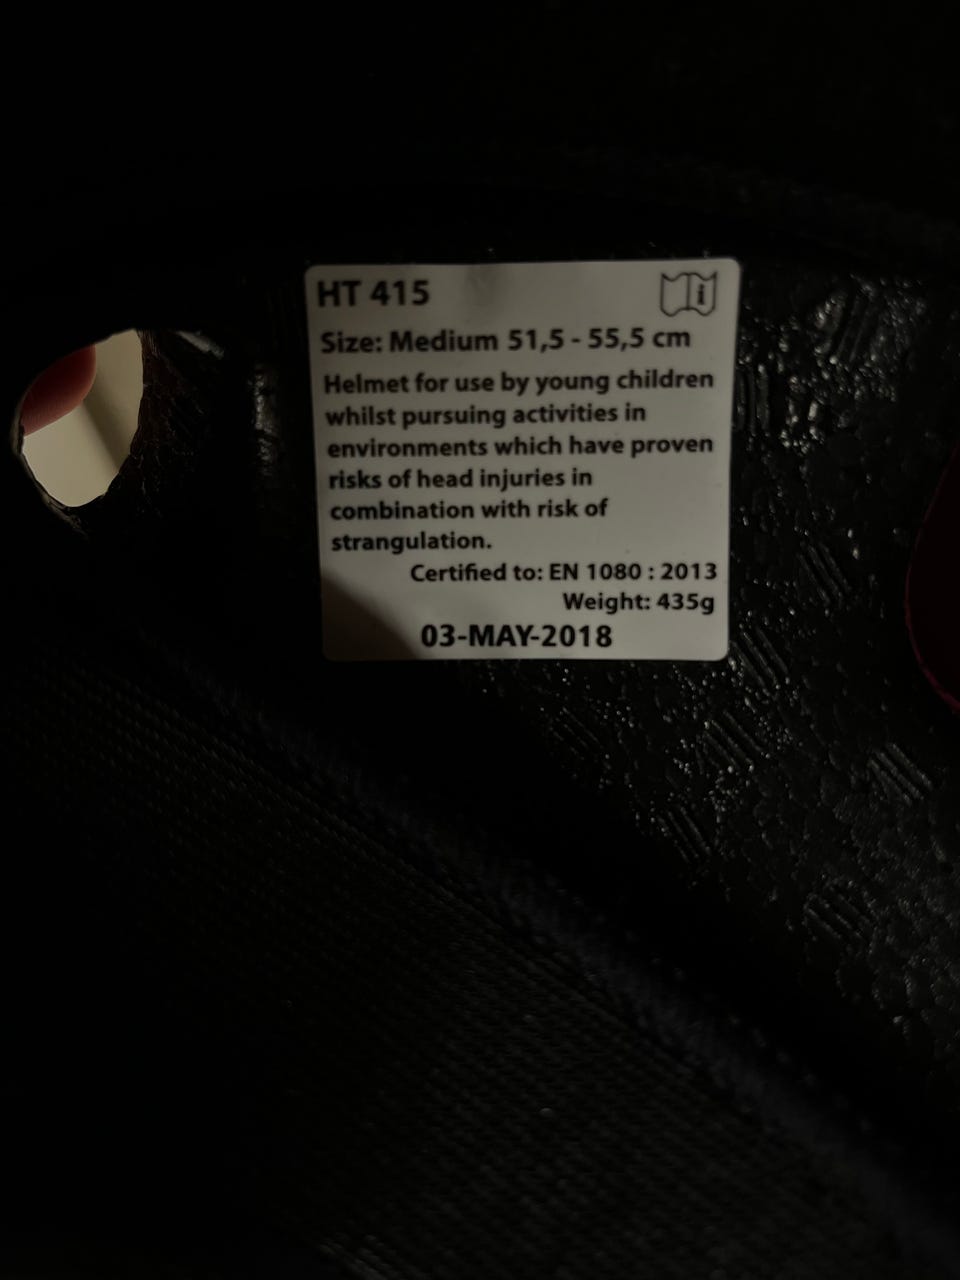 HT 415
i
Size: Medium 51,5 - 55,5 cm
Helmet for use by young children
whilst pursuing activities in
environments which have proven
risks of head injuries in
combination with risk of
strangulation.
Certified to: EN 1080 : 2013
Weight: 435g
03-MAY-2018